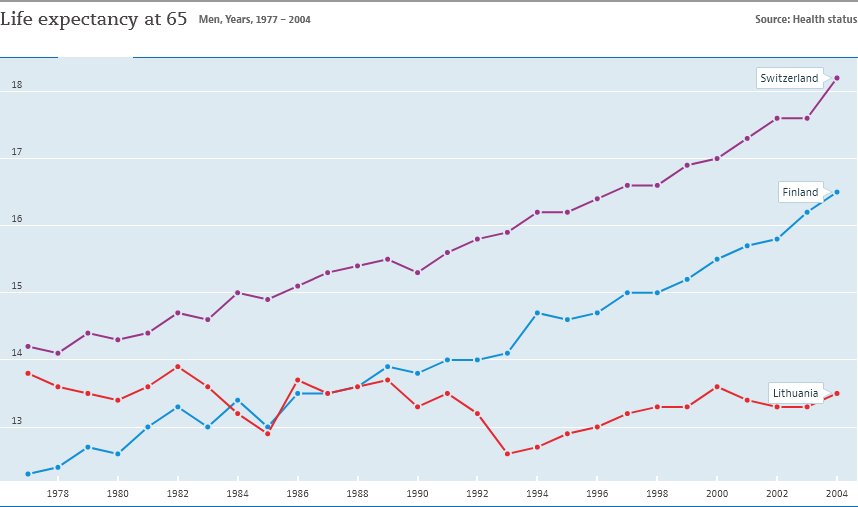 Life expectancy at 65 Men, Years, 1977 – 2004 Source: Health status
Switzerland
18
17
Finland
16
15
14
Lithuania
13
1978 1980 1982 1984 1986 1988 1990 1992 1994 1996 1998 2000 2002 2004